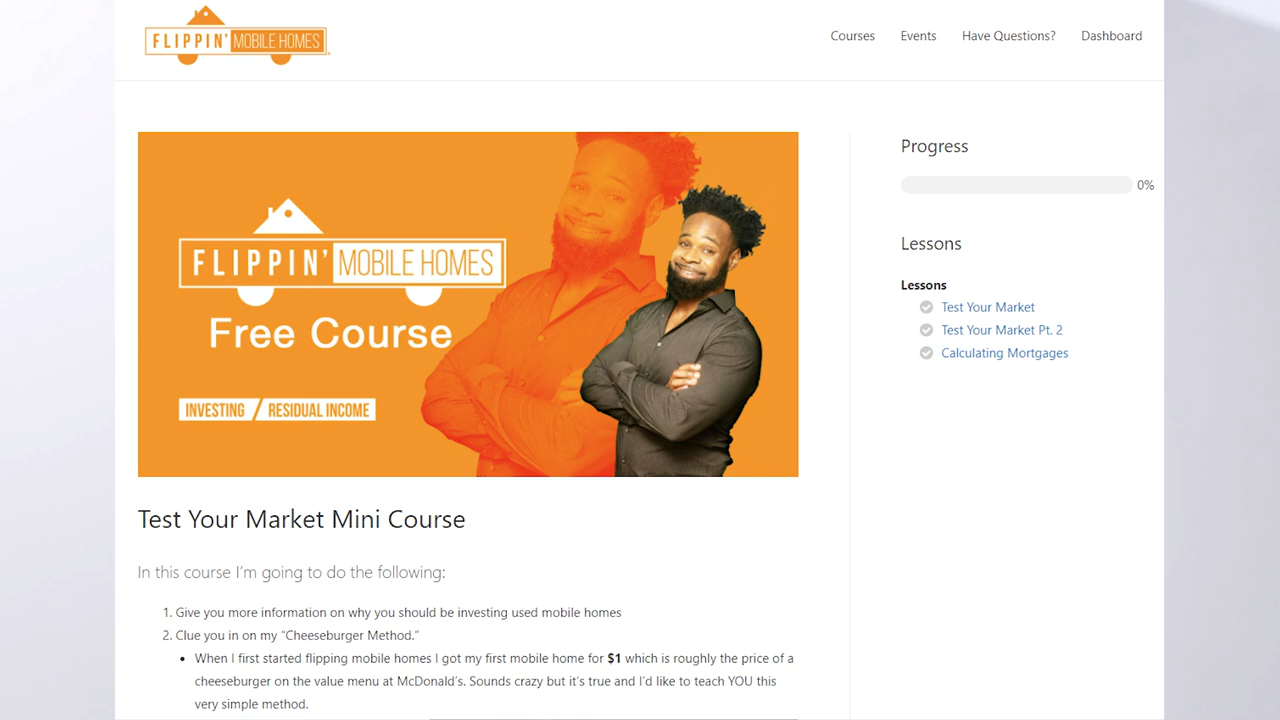 FLIPPIN' MOBILE HOMES
Courses Events Have Questions? Dashboard
FLIPPIN' MOBILE HOMES
Free Course
INVESTING / RESIDUAL INCOME
Progress
0%
Lessons
Lessons
Test Your Market
Test Your Market Pt. 2
Calculating Mortgages
Test Your Market Mini Course
In this course I’m going to do the following:
1. Give you more information on why you should be investing used mobile homes
2. Clue you in on my “Cheeseburger Method.”
• When I first started flipping mobile homes I got my first mobile home for $1 which is roughly the price of a
cheeseburger on the value menu at McDonald’s. Sounds crazy but it’s true and I’d like to teach YOU this
very simple method.